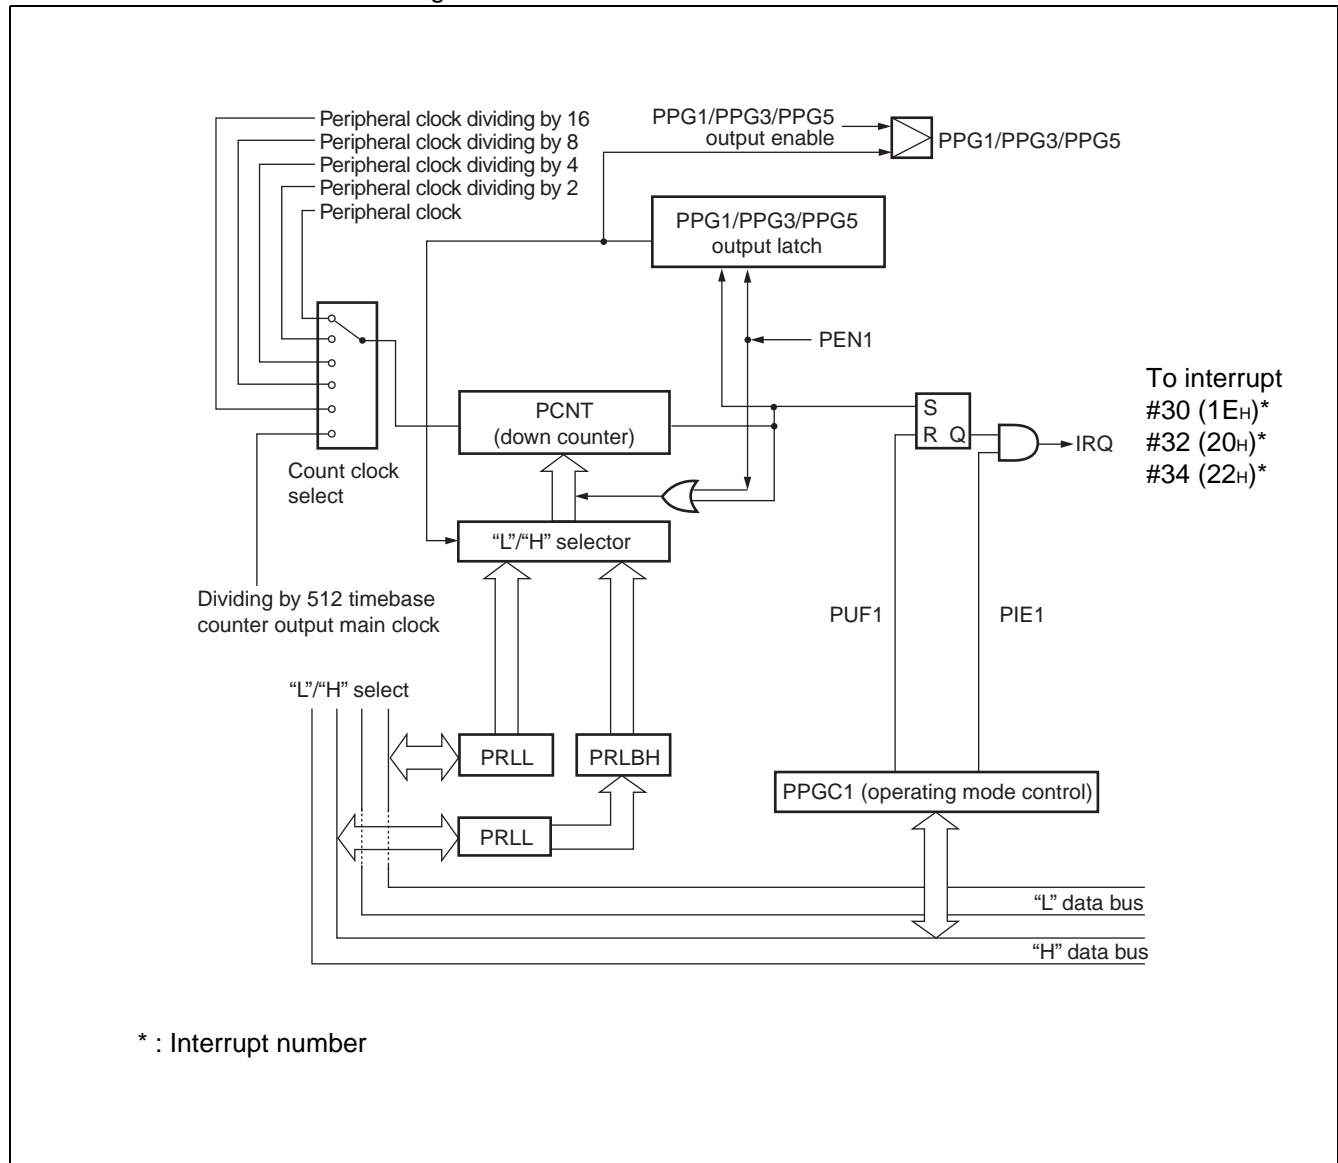 Peripheral clock dividing by 16
Peripheral clock dividing by 8
Peripheral clock dividing by 4
Peripheral clock dividing by 2
Peripheral clock
PPG1/PPG3/PPG5
output enable
PPG1/PPG3/PPG5
PPG1/PPG3/PPG5
output latch
PEN1
PCNT
(down counter)
Count clock
select
"L"/"H" selector
S
R Q
IRQ
To interrupt
#30 (1EH)*
#32 (20H)*
#34 (22H)*
Dividing by 512 timebase
counter output main clock
PUF1
PIE1
"L"/"H" select
PRLL
PRLBH
PRLL
PPGC1 (operating mode control)
"L" data bus
"H" data bus
* : Interrupt number